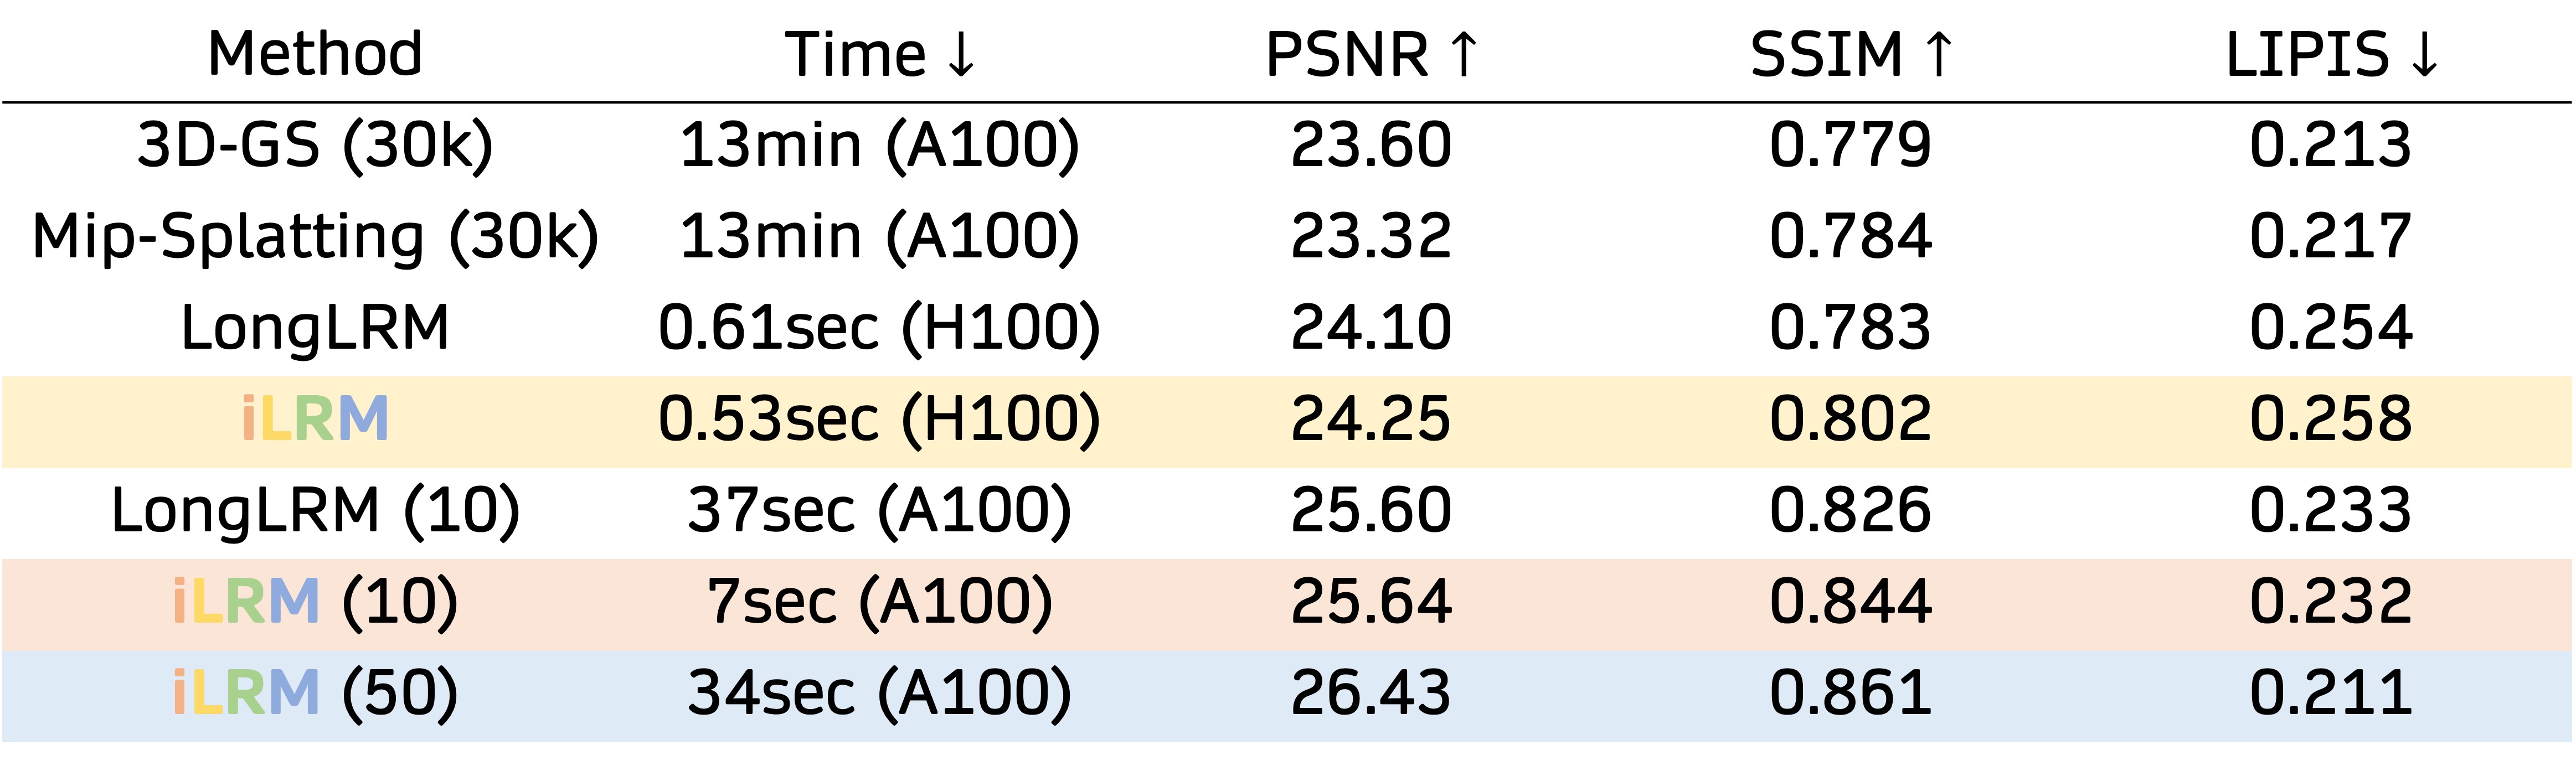 Method Time ↓ PSNR ↑ SSIM ↑ LIPIS ↓
3D-GS (30k) 13min (A100) 23.60 0.779 0.213
Mip-Splatting (30k) 13min (A100) 23.32 0.784 0.217
LongLRM 0.61sec (H100) 24.10 0.783 0.254
iLRM 0.53sec (H100) 24.25 0.802 0.258
LongLRM (10) 37sec (A100) 25.60 0.826 0.233
iLRM (10) 7sec (A100) 25.64 0.844 0.232
iLRM (50) 34sec (A100) 26.43 0.861 0.211